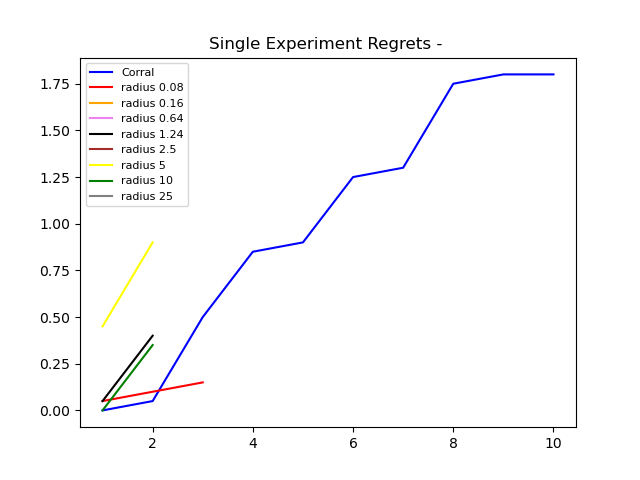 Single Experiment Regrets -
Corral
radius 0.08
radius 0.16
radius 0.64
radius 1.24
radius 2.5
radius 5
radius 10
radius 25
1.75
1.50
1.25
1.00
0.75
0.50
0.25
0.00
2 4 6 8 10